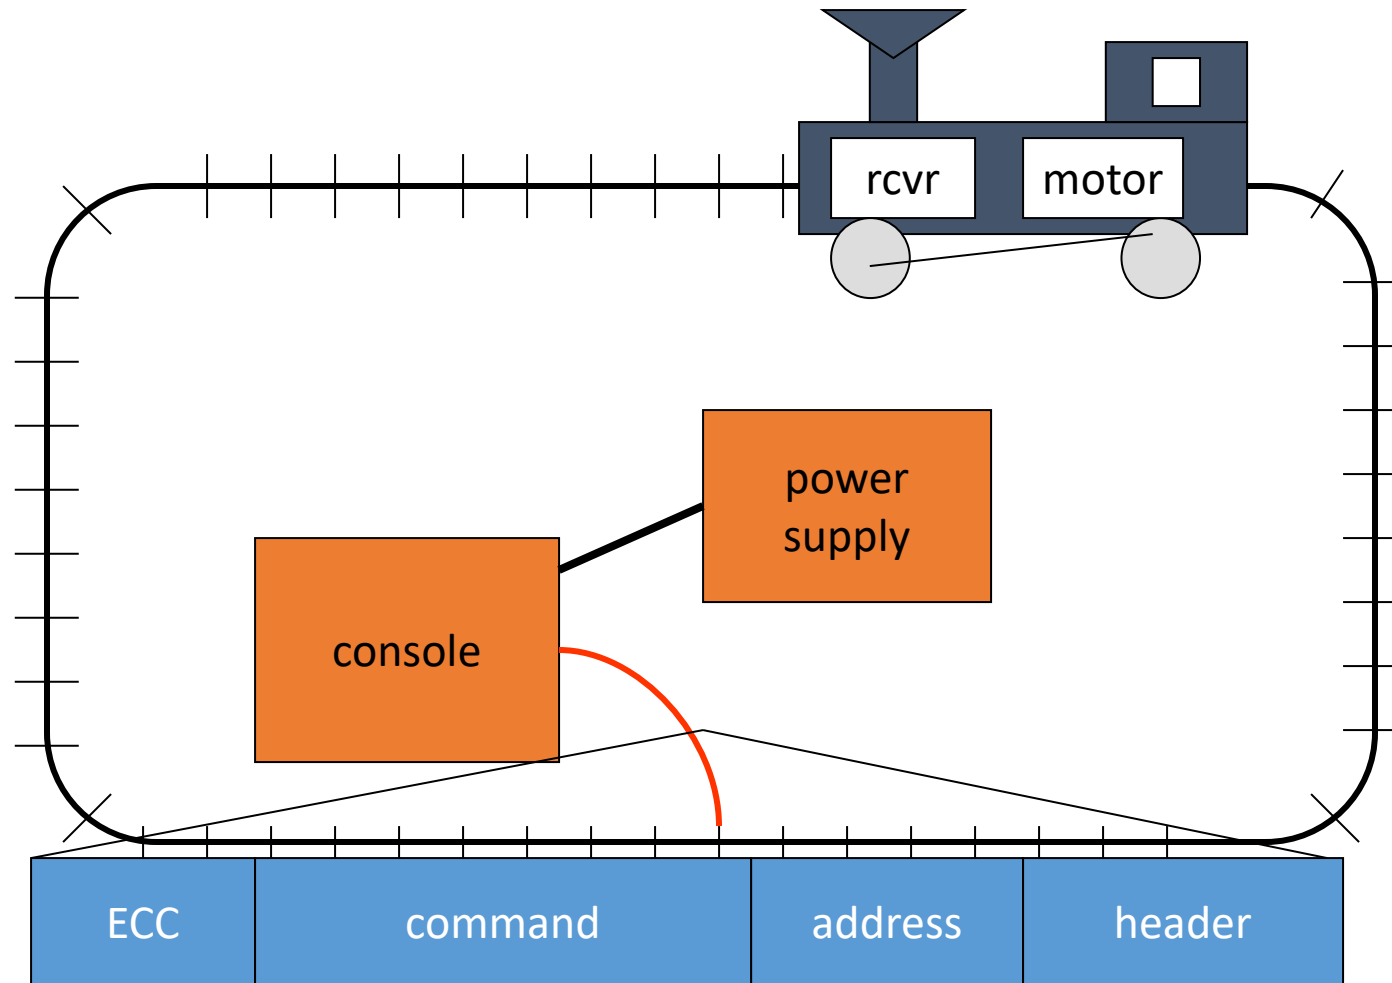 rcvr
motor
power
supply
console
ECC
command
address
header